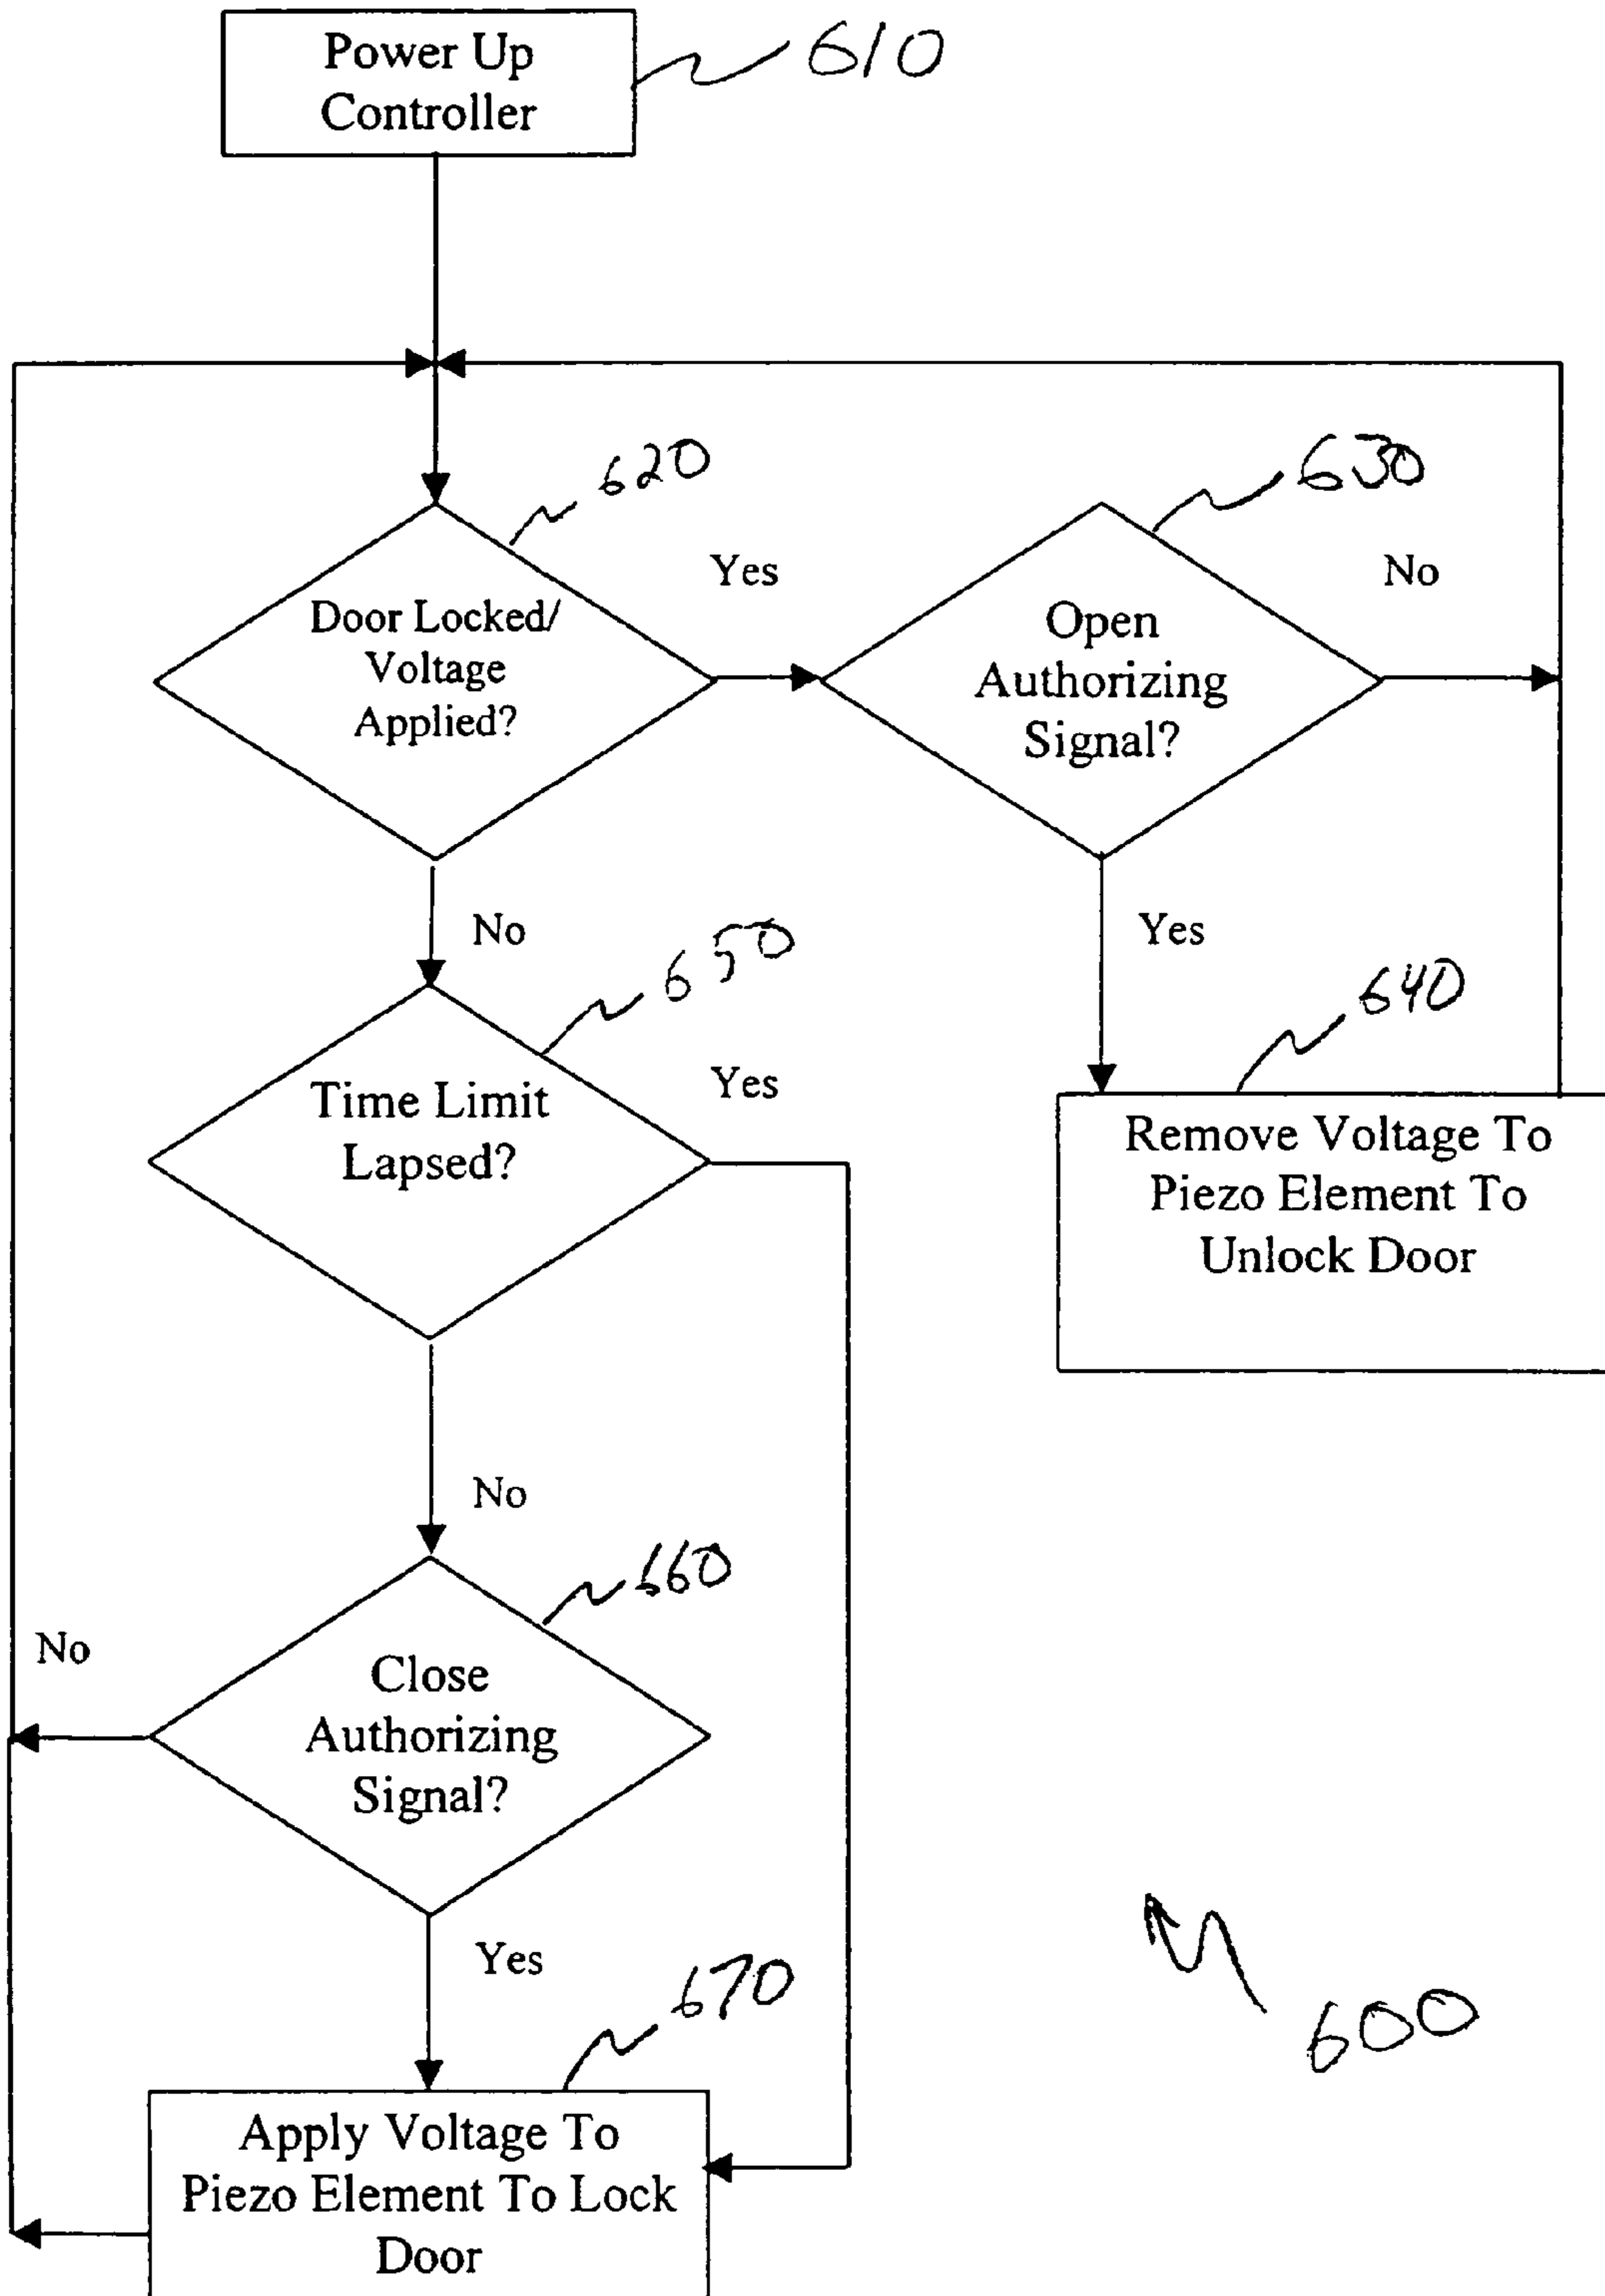 Power Up
Controller
610
620
630
Yes
No
Door Locked/
Voltage
Applied?
Open
Authorizing
Signal?
No
Yes
650
640
Time Limit
Lapsed?
Yes
Remove Voltage To
Piezo Element To
Unlock Door
No
660
No
Close
Authorizing
Signal?
Yes
670
600
Apply Voltage To
Piezo Element To Lock
Door